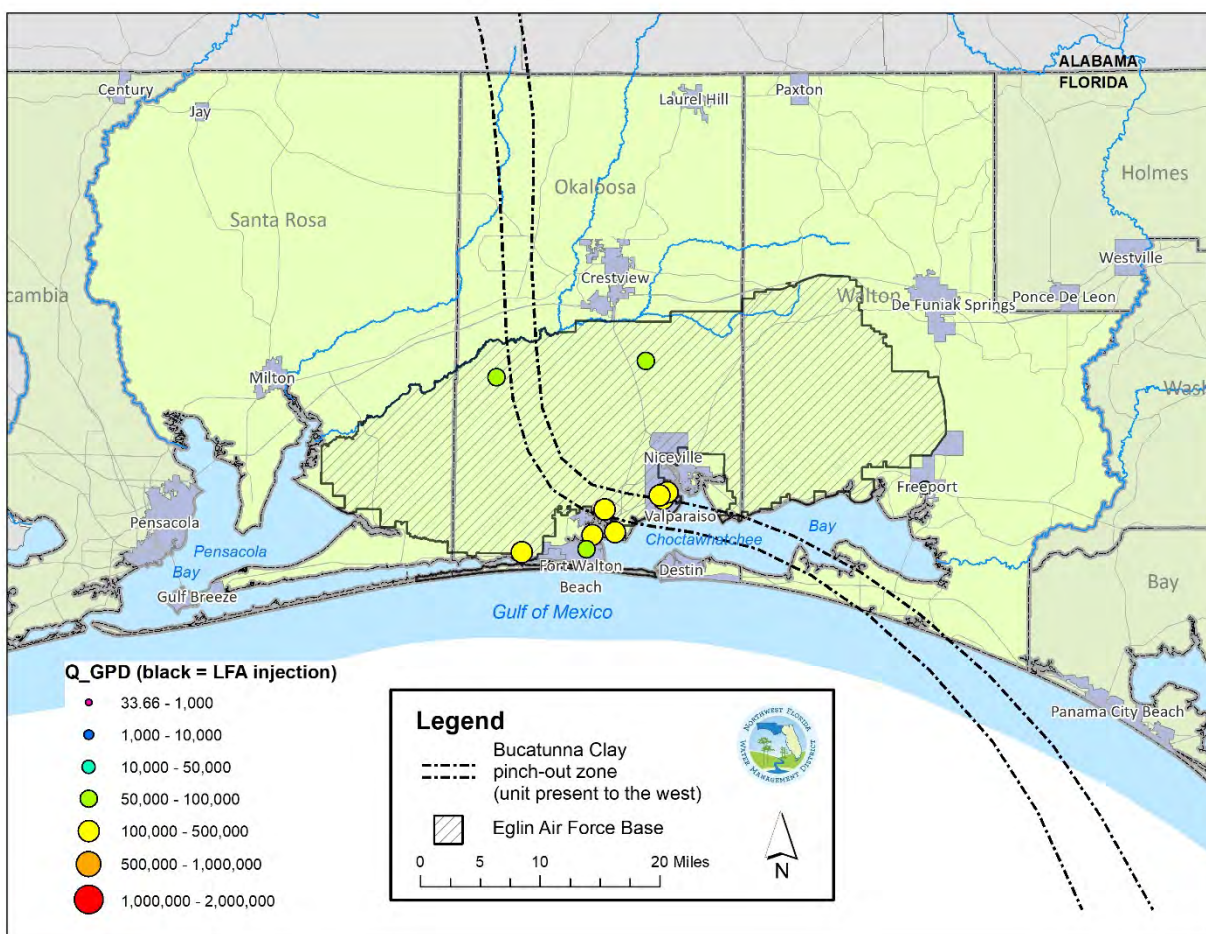 ALABAMA
FLORIDA
Century
Jay
Laurel Hill
Paxton
Holmes
Okaloosa
Santa Rosa
Westville
Crestview
cambia
Walton
De Funiak Springs
Ponce De Leon
Milton
Wash
Niceville
Freeport
Pensacola
Valparaiso
Bay
Choctawhatchee
Pensacola
Bay
Fort Walton
Beach
Destin
Bay
Gulf Breeze
Gulf of Mexico
Panama City Beach
Q_GPD (black = LFA injection)
33.66 - 1,000
1,000 - 10,000
10,000 - 50,000
50,000 - 100,000
100,000 - 500,000
500,000 - 1,000,000
1,000,000 - 2,000,000
Legend
Bucatunna Clay
pinch-out zone
(unit present to the west)
Eglin Air Force Base
0 5 10 20 Miles
NORTHWEST FLORIDA
WATER MANAGEMENT DISTRICT
N